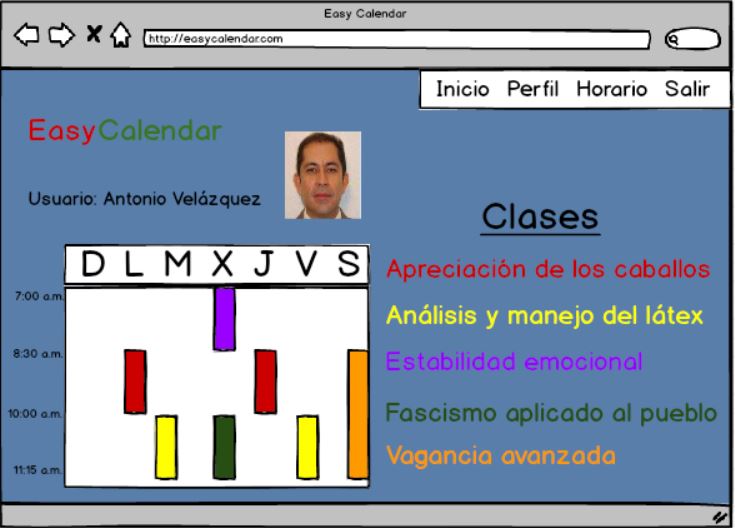 Easy Calendar
http://easycalendar.com
Inicio Perfil Horario Salir
EasyCalendar
Usuario: Antonio Velázquez
Clases
D L M X J V S
7:00 a.m.
8:30 a.m.
10:00 a.m.
11:15 a.m.
Apreciación de los caballos
Análisis y manejo del látex
Estabilidad emocional
Fascismo aplicado al pueblo
Vagancia avanzada